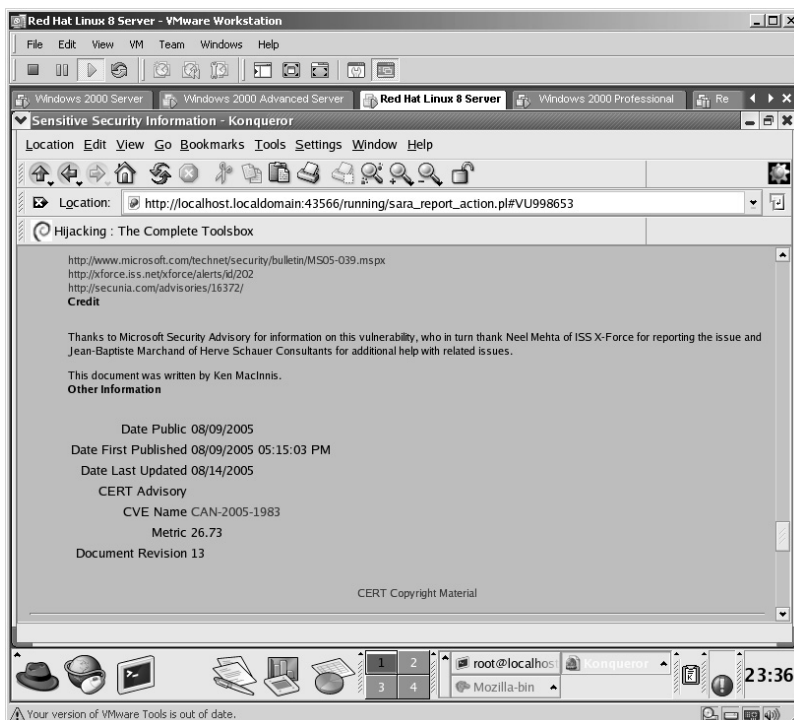 Red Hat Linux 8 Server - VMware Workstation
File Edit View VM Team Windows Help
Windows 2000 Server Windows 2000 Advanced Server Red Hat Linux 8 Server Windows 2000 Professional Re
Sensitive Security Information - Konqueror
Location Edit View Go Bookmarks Tools Settings Window Help
Location: http://localhost.localdomain:43566/running/sara_report_action.pl#VU998653
Hijacking : The Complete Toolsbox
http://www.microsoft.com/technet/security/bulletin/MS05-039.mspx
http://xforce.iss.net/xforce/alerts/id/202
http://secunia.com/advisories/16372/
Credit
Thanks to Microsoft Security Advisory for information on this vulnerability, who in turn thank Neel Mehta of ISS X-Force for reporting the issue and
Jean-Baptiste Marchand of Herve Schauer Consultants for additional help with related issues.
This document was written by Ken MacInnis.
Other Information
Date Public 08/09/2005
Date First Published 08/09/2005 05:15:03 PM
Date Last Updated 08/14/2005
CERT Advisory
CVE Name CAN-2005-1983
Metric 26.73
Document Revision 13
CERT Copyright Material
1 2
root@localhos Konqueror
3 4
Mozilla-bin
23:36
Your version of VMware Tools is out of date.